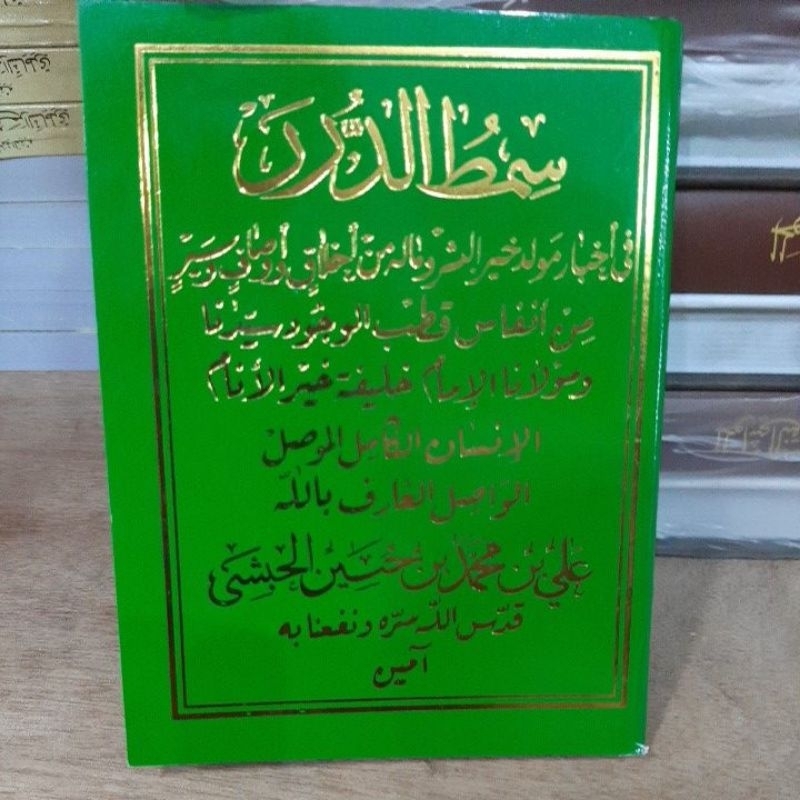 سِمْطُ الدُّرَر
في أخبار مولد خير البشر وماله من أخلاق وأوصاف وسير
من أنفاس قطب الوجود سيدنا
ومولانا الإمام خليفة خير الأنام
الإنسان الكامل الموصل
الواصل العارف بالله
علي بن محمد بن حسين الحبشي
قدس الله سره ونفعنا به
آمين